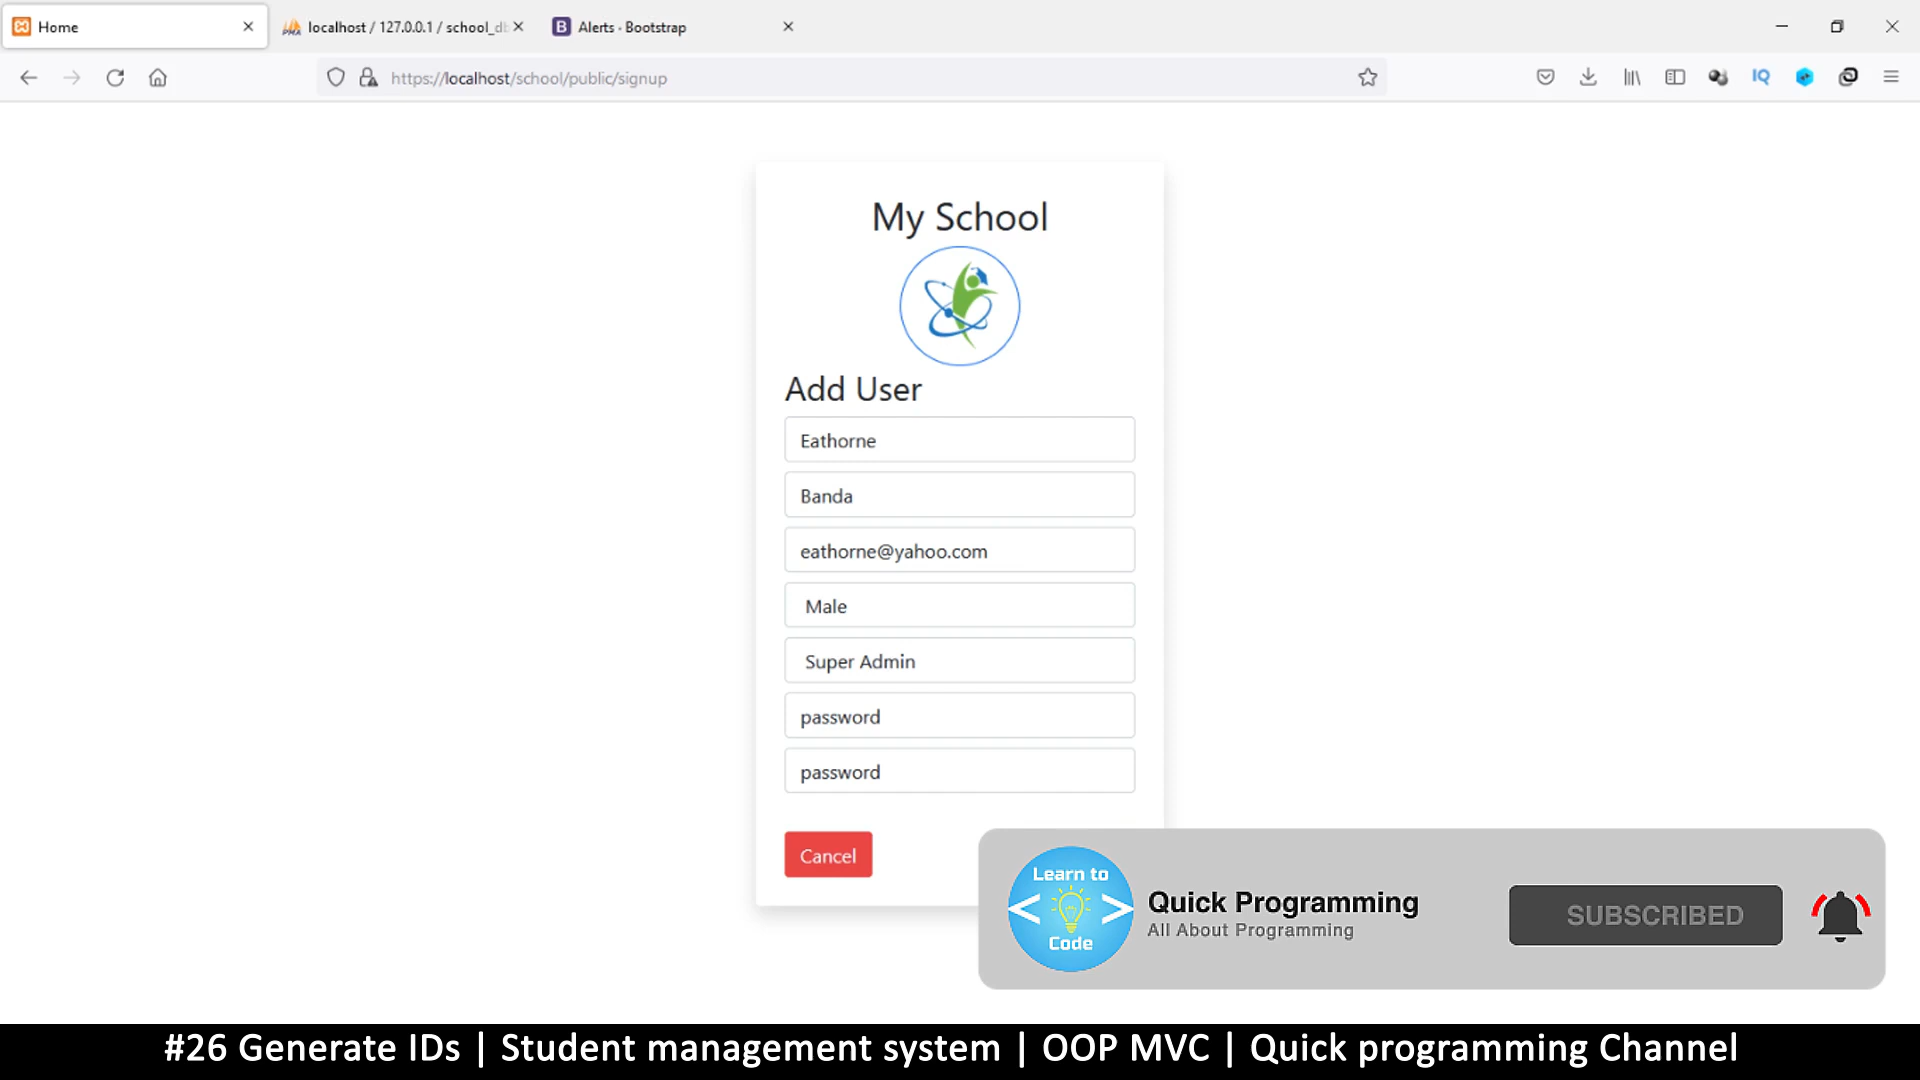 Home
localhost / 127.0.0.1 / school_db
Alerts · Bootstrap
https://localhost/school/public/signup
IQ
My School
Add User
Eathorne
Banda
eathorne@yahoo.com
Male
Super Admin
password
password
Cancel
Learn to
Code
Quick Programming
All About Programming
SUBSCRIBED
#26 Generate IDs | Student management system | OOP MVC | Quick programming Channel